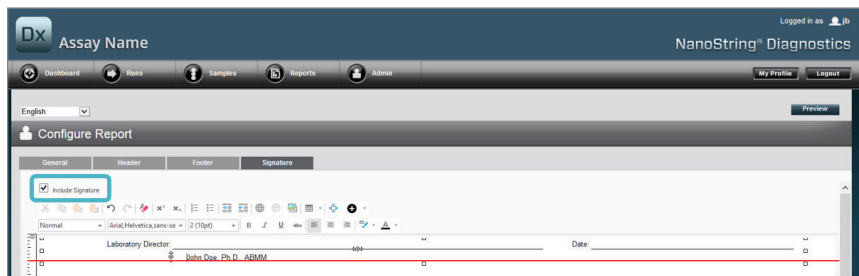 Logged in as jb
Dx Assay Name
NanoString® Diagnostics
Dashboard Runs Samples Reports Admin
My Profile Logout
English
Preview
Configure Report
General Header Footer Signature
Include Signature
Normal Arial,Helvetica,sans-se 2 (10pt) B I U abc A
Laboratory Director: Date:
John Doe, Ph.D., ABMM